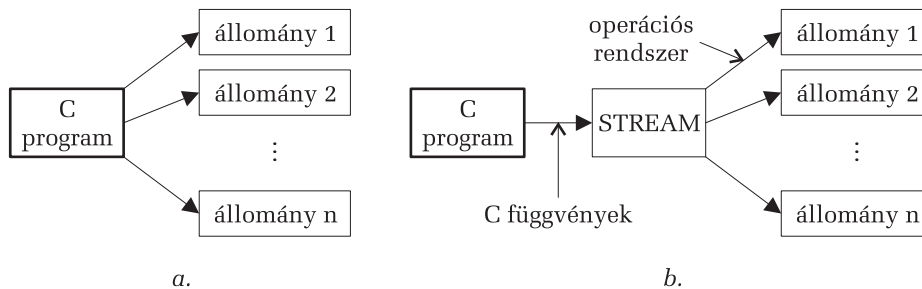 C
program
állomány 1
állomány 2
⋮
állomány n
a.
C
program
C függvények
STREAM
operációs
rendszer
állomány 1
állomány 2
⋮
állomány n
b.